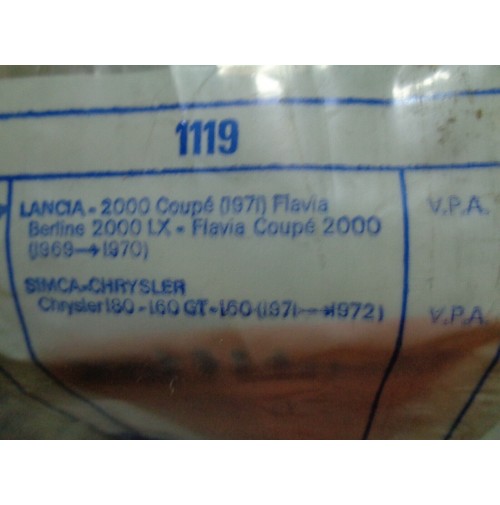 1119
LANCIA - 2000 Coupé (1971) Flavia V.P.A.
Berline 2000 LX - Flavia Coupé 2000
(1969→1970)
SIMCA-CHRYSLER
Chrysler 180 - 160 GT - 160 (1971→1972) V.P.A.